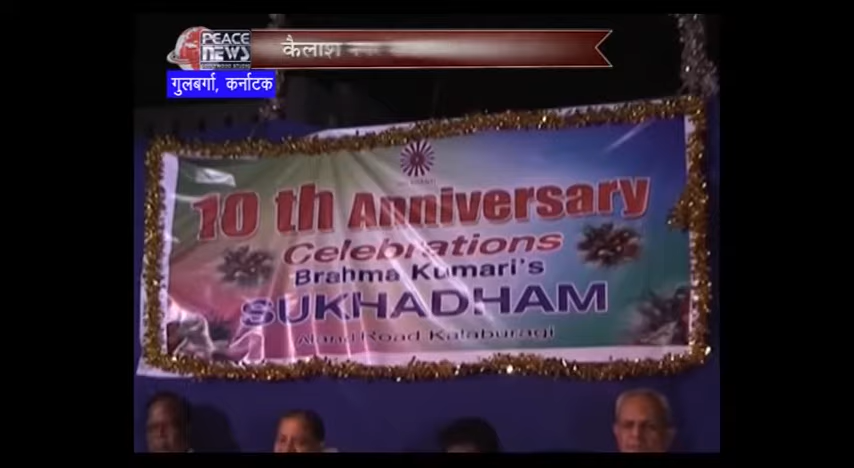 PEACE
NEWS
कैलाश
गुलबर्गा, कर्नाटक
10 th Anniversary
Celebrations
Brahma Kumari's
SUKHADHAM
Aland Road Kalaburagi